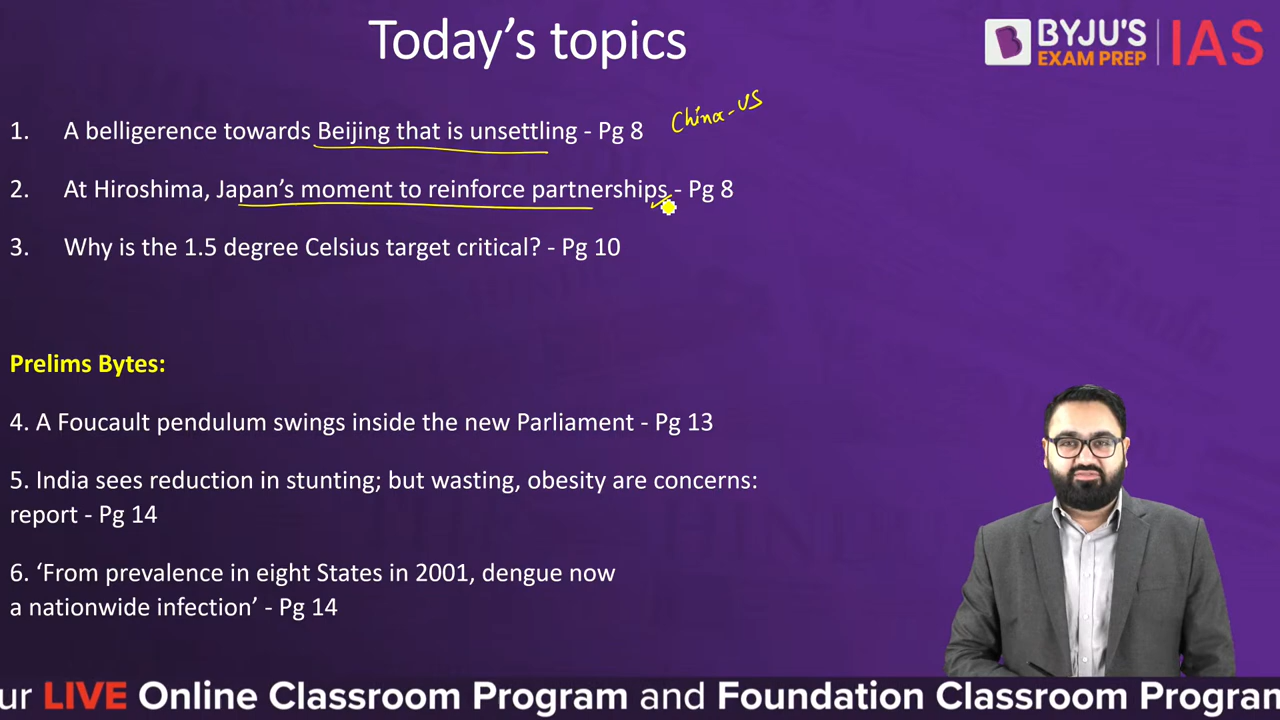 Today's topics
BYJU'S
EXAM PREP
IAS
1. A belligerence towards Beijing that is unsettling - Pg 8
China-US
2. At Hiroshima, Japan's moment to reinforce partnerships - Pg 8
3. Why is the 1.5 degree Celsius target critical? - Pg 10
Prelims Bytes:
4. A Foucault pendulum swings inside the new Parliament - Pg 13
5. India sees reduction in stunting; but wasting, obesity are concerns:
report - Pg 14
6. ‘From prevalence in eight States in 2001, dengue now
a nationwide infection’ - Pg 14
ur LIVE Online Classroom Program and Foundation Classroom Program